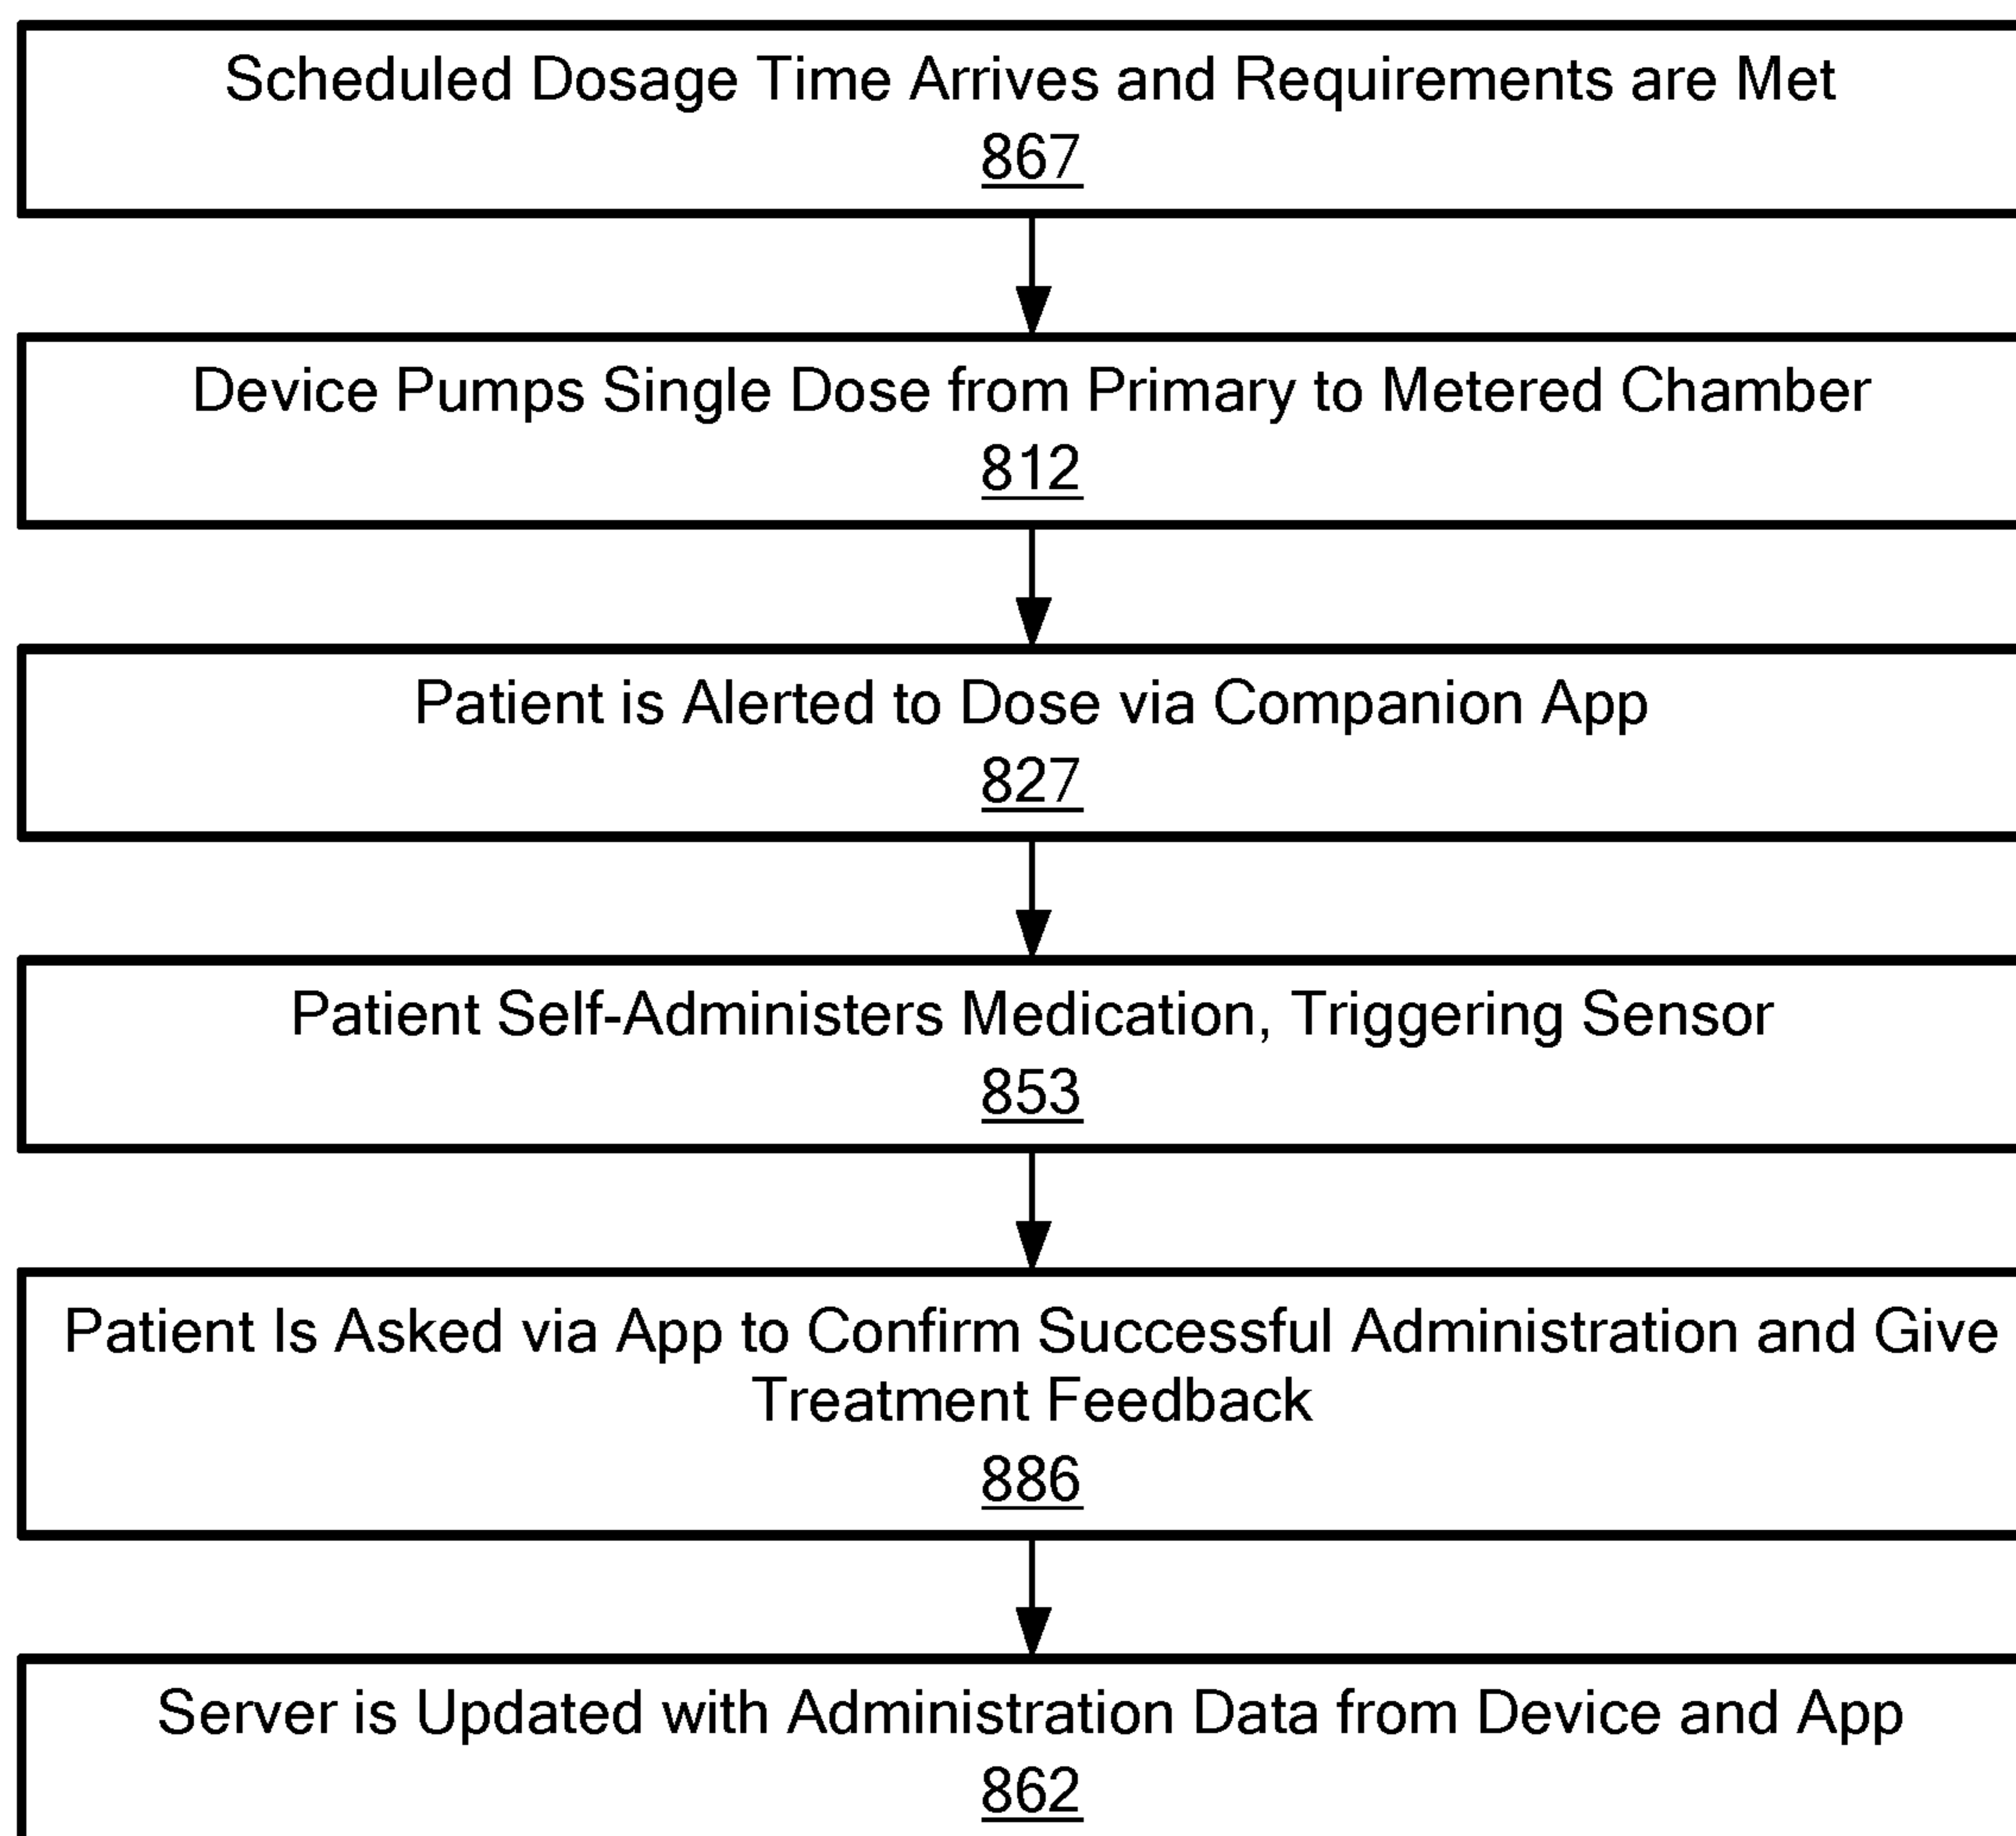 Scheduled Dosage Time Arrives and Requirements are Met
867
Device Pumps Single Dose from Primary to Metered Chamber
812
Patient is Alerted to Dose via Companion App
827
Patient Self-Administers Medication, Triggering Sensor
853
Patient Is Asked via App to Confirm Successful Administration and Give
Treatment Feedback
886
Server is Updated with Administration Data from Device and App
862